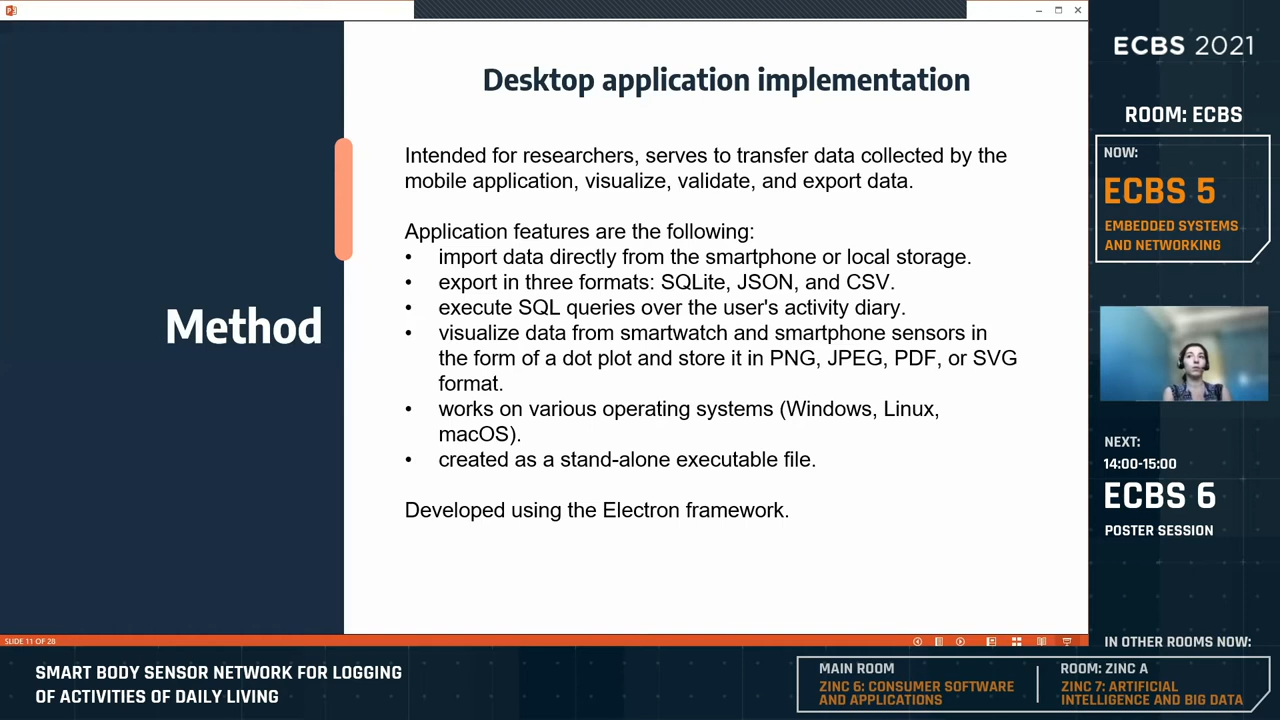 Desktop application implementation
Intended for researchers, serves to transfer data collected by the
mobile application, visualize, validate, and export data.
Application features are the following:
• import data directly from the smartphone or local storage.
• export in three formats: SQLite, JSON, and CSV.
• execute SQL queries over the user's activity diary.
• visualize data from smartwatch and smartphone sensors in
the form of a dot plot and store it in PNG, JPEG, PDF, or SVG
format.
• works on various operating systems (Windows, Linux,
macOS).
• created as a stand-alone executable file.
Developed using the Electron framework.
Method
SLIDE 11 OF 28
ECBS 2021
ROOM: ECBS
NOW:
ECBS 5
EMBEDDED SYSTEMS
AND NETWORKING
NEXT:
14:00-15:00
ECBS 6
POSTER SESSION
IN OTHER ROOMS NOW:
SMART BODY SENSOR NETWORK FOR LOGGING
OF ACTIVITIES OF DAILY LIVING
MAIN ROOM
ZINC 6: CONSUMER SOFTWARE
AND APPLICATIONS
ROOM: ZINC A
ZINC 7: ARTIFICIAL
INTELLIGENCE AND BIG DATA